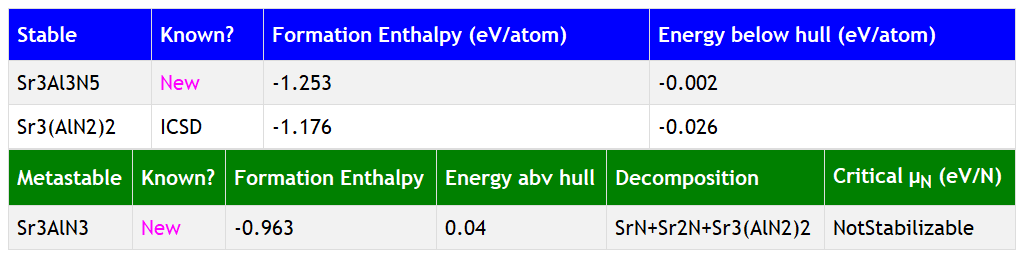 Stable Known? Formation Enthalpy (eV/atom) Energy below hull (eV/atom)
Sr3Al3N5 New -1.253 -0.002
Sr3(AlN2)2 ICSD -1.176 -0.026
Metastable Known? Formation Enthalpy Energy abv hull Decomposition Critical μN (eV/N)
Sr3AlN3 New -0.963 0.04 SrN+Sr2N+Sr3(AlN2)2 NotStabilizable